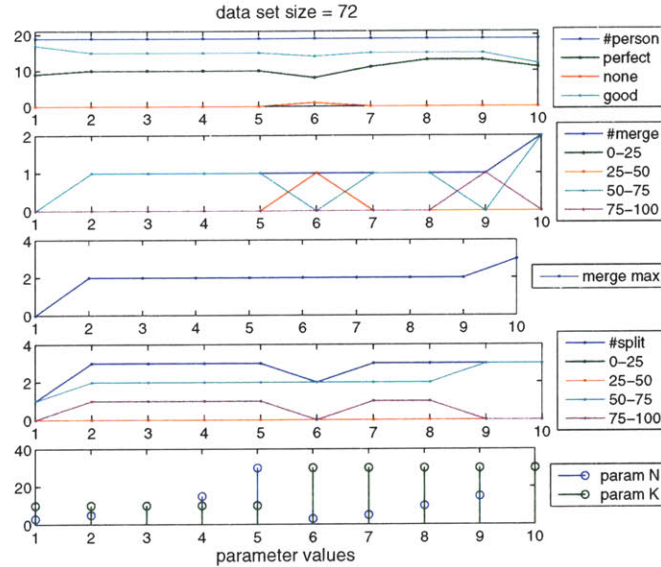 data set size = 72
20
10
0
1 2 3 4 5 6 7 8 9 10
#person
perfect
none
good
2
1
0
1 2 3 4 5 6 7 8 9 10
#merge
0-25
25-50
50-75
75-100
4
2
0
1 2 3 4 5 6 7 8 9 10
merge max
4
2
0
1 2 3 4 5 6 7 8 9 10
#split
0-25
25-50
50-75
75-100
40
20
0
1 2 3 4 5 6 7 8 9 10
param N
param K
parameter values